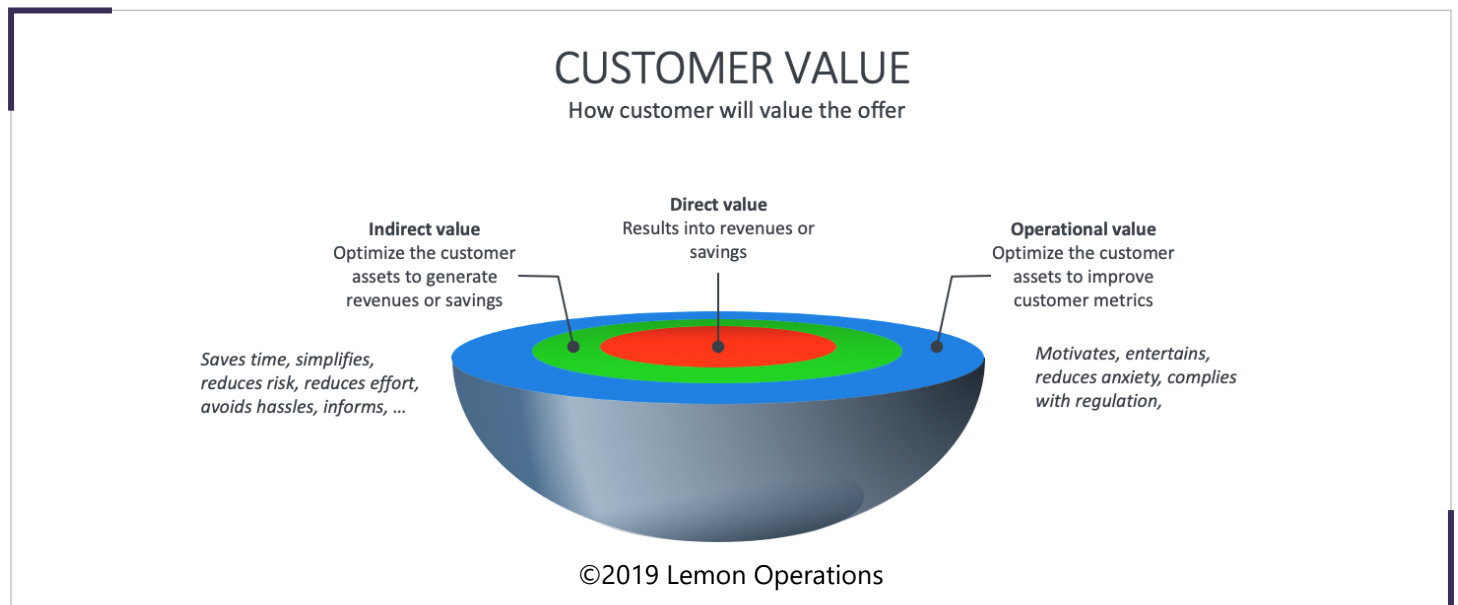 CUSTOMER VALUE
How customer will value the offer
Indirect value
Optimize the customer
assets to generate
revenues or savings
Saves time, simplifies,
reduces risk, reduces effort,
avoids hassles, informs, ...
Direct value
Results into revenues or
savings
Operational value
Optimize the customer
assets to improve
customer metrics
Motivates, entertains,
reduces anxiety, complies
with regulation,
©2019 Lemon Operations